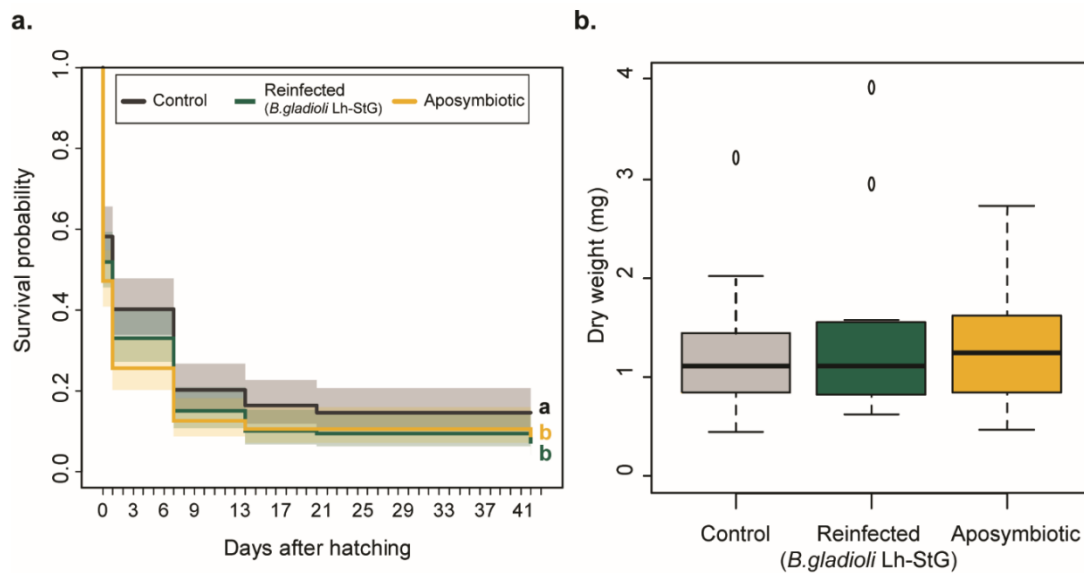 a.
Survival probability
1.0
0.8
0.6
0.4
0.2
0.0
Control
Reinfected
(B.gladioli Lh-StG)
Aposymbiotic
a
b
b
0 3 6 9 13 17 21 25 29 33 37 41
Days after hatching
b.
Dry weight (mg)
4
3
2
1
0
Control
Reinfected
(B.gladioli Lh-StG)
Aposymbiotic